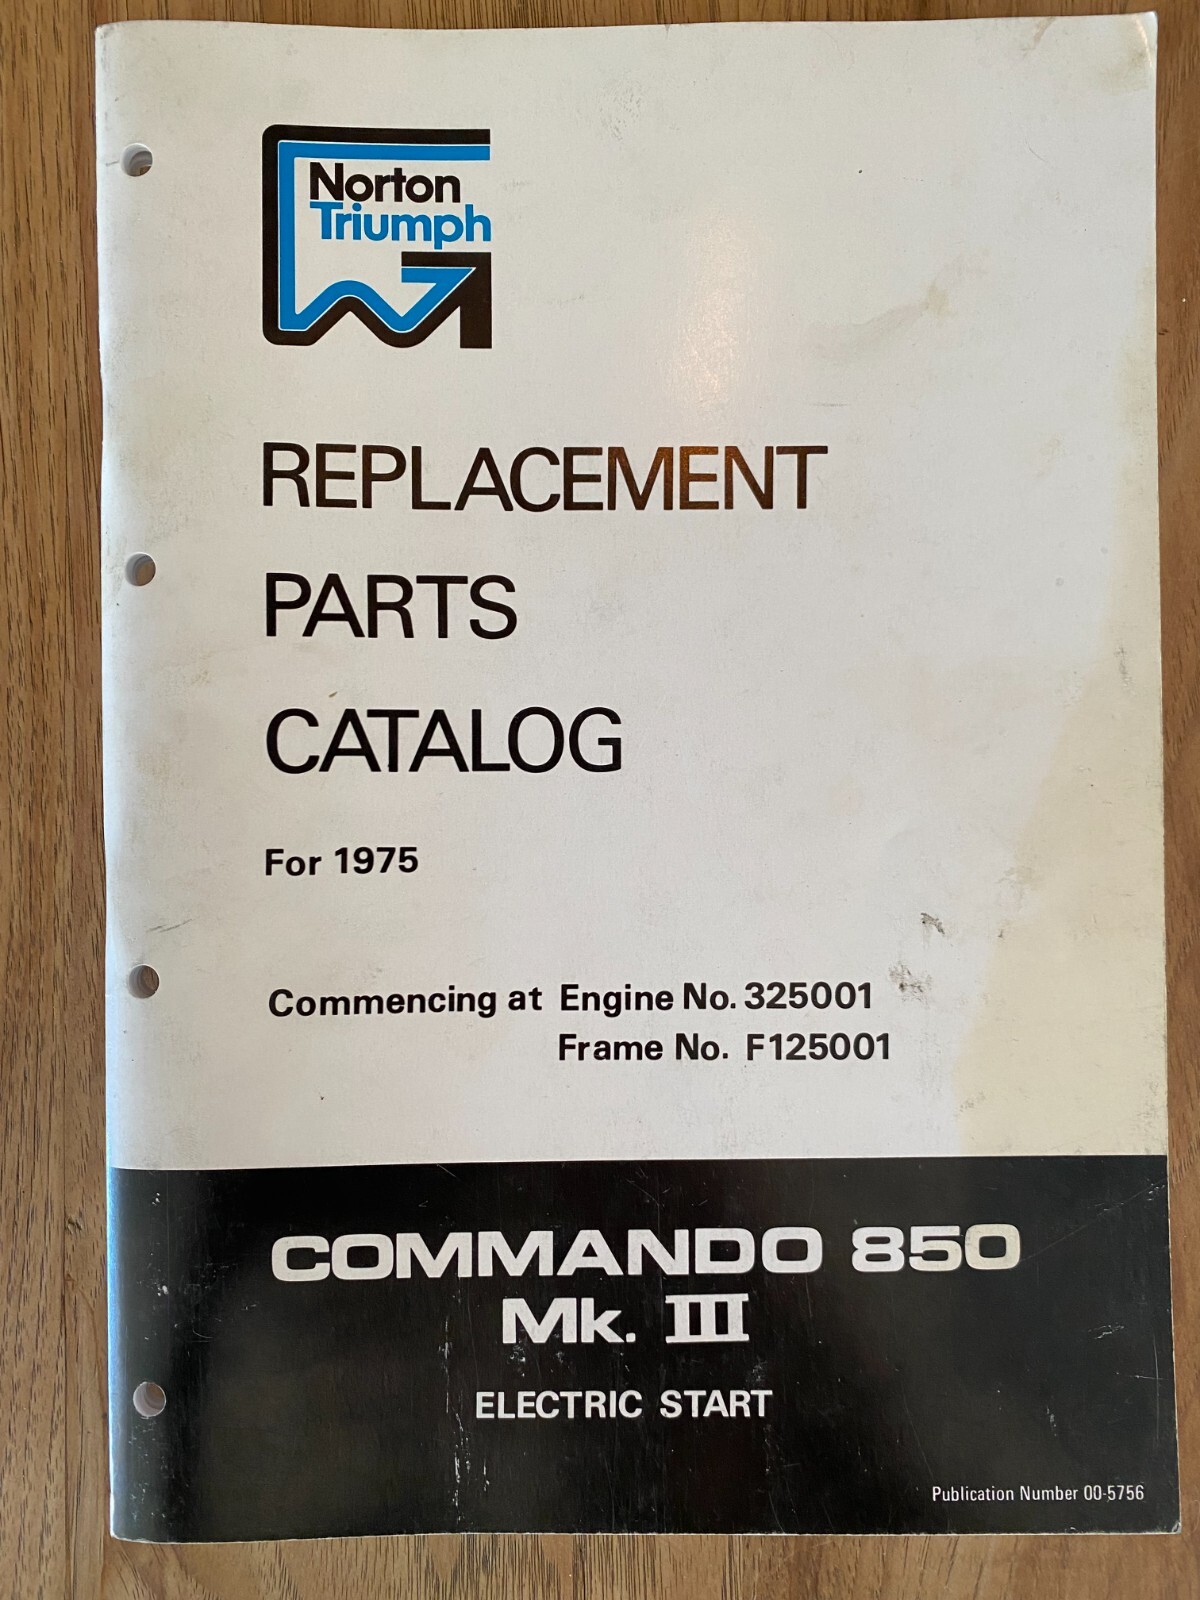 Norton
Triumph
REPLACEMENT
PARTS
CATALOG
For 1975
Commencing at Engine No. 325001
Frame No. F125001
COMMANDO 850
Mk. III
ELECTRIC START
Publication Number 00-5756